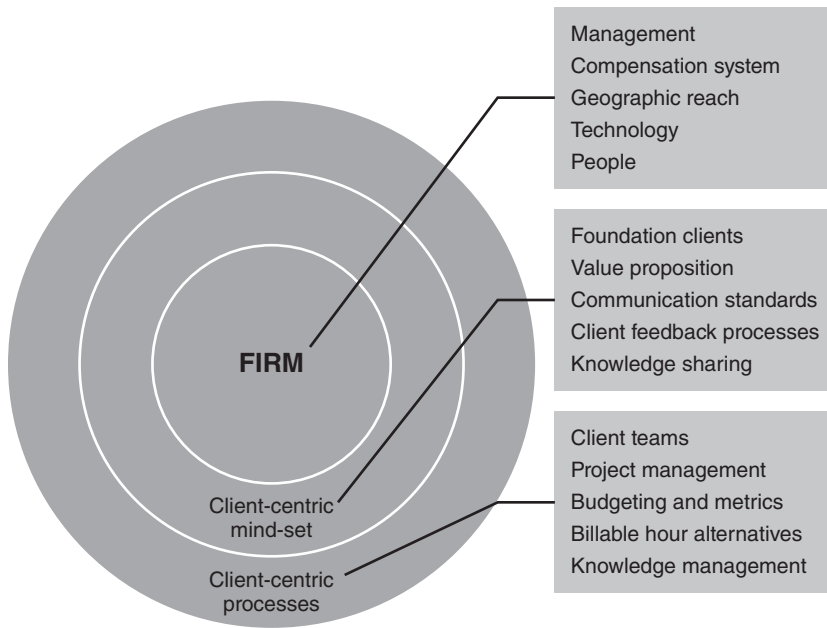 Management
Compensation system
Geographic reach
Technology
People
Foundation clients
Value proposition
Communication standards
Client feedback processes
Knowledge sharing
Client teams
Project management
Budgeting and metrics
Billable hour alternatives
Knowledge management
FIRM
Client-centric
mind-set
Client-centric
processes